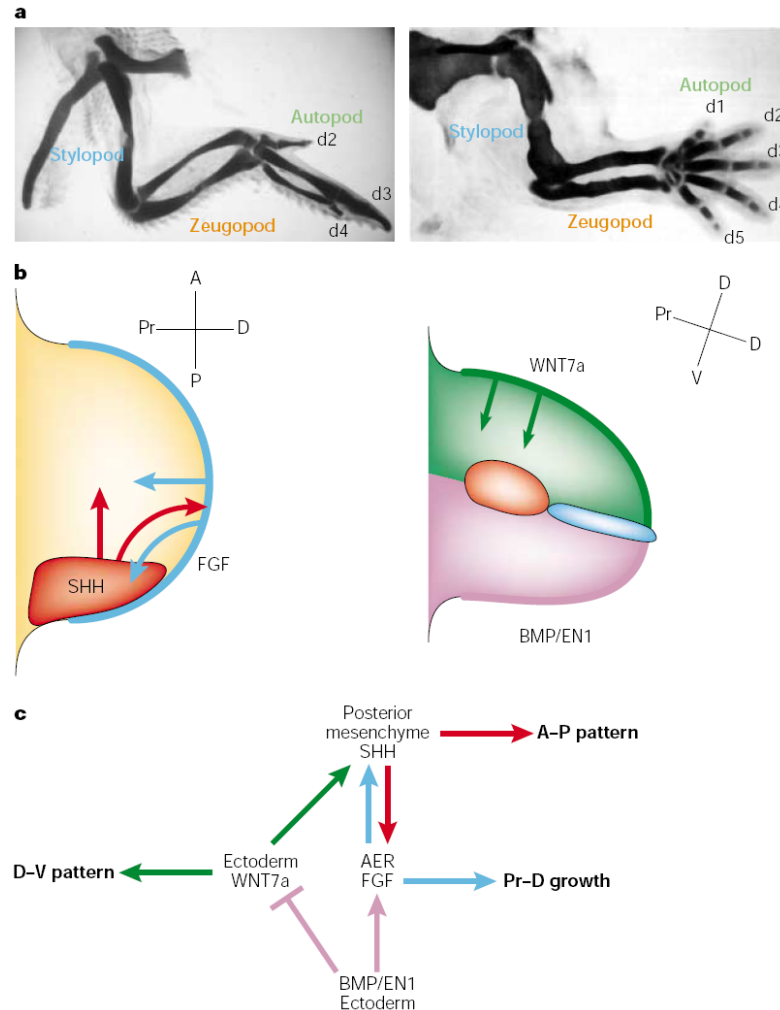 a
Autopod
d2
Stylopod
d3
d4
Zeugopod
Autopod
d1
d2
Stylopod
d3
d4
Zeugopod
d5
b
A
Pr
D
P
SHH
FGF
D
Pr
D
V
WNT7a
BMP/EN1
c
Posterior
mesenchyme
SHH
A–P pattern
D–V pattern
Ectoderm
WNT7a
AER
FGF
Pr–D growth
BMP/EN1
Ectoderm